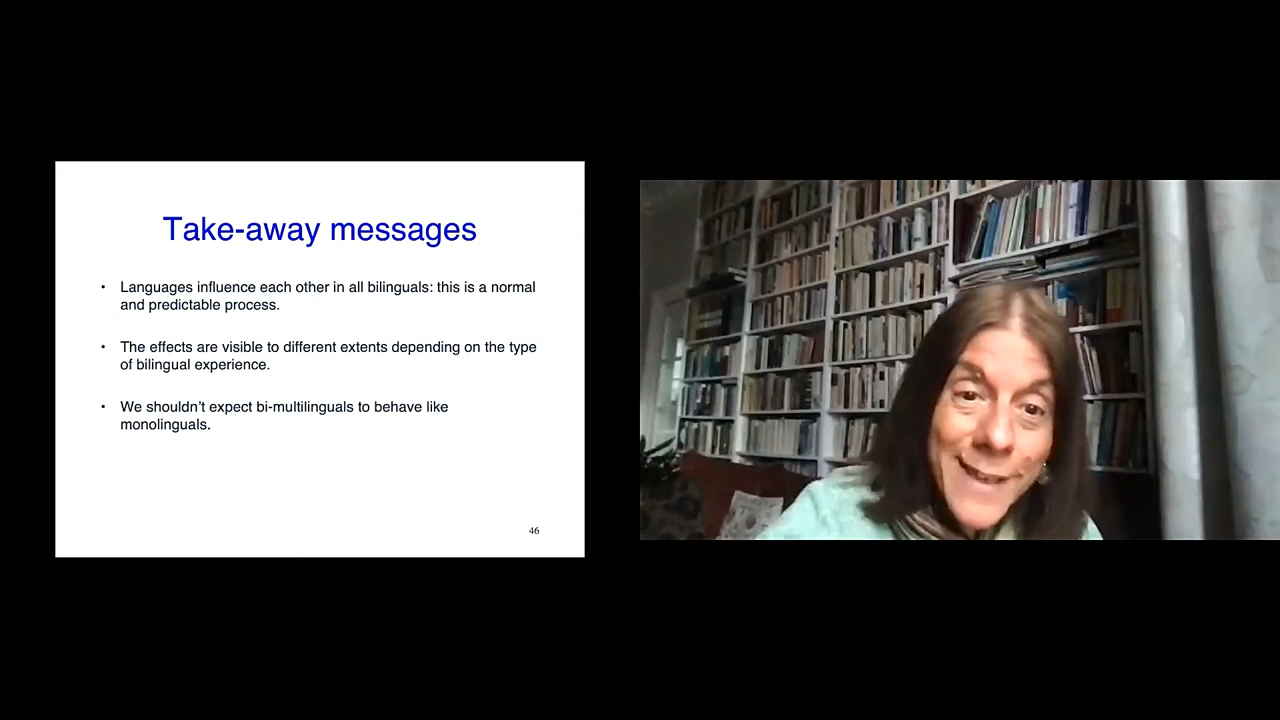 Take-away messages
• Languages influence each other in all bilinguals: this is a normal
and predictable process.
• The effects are visible to different extents depending on the type
of bilingual experience.
• We shouldn’t expect bi-multilinguals to behave like
monolinguals.
46